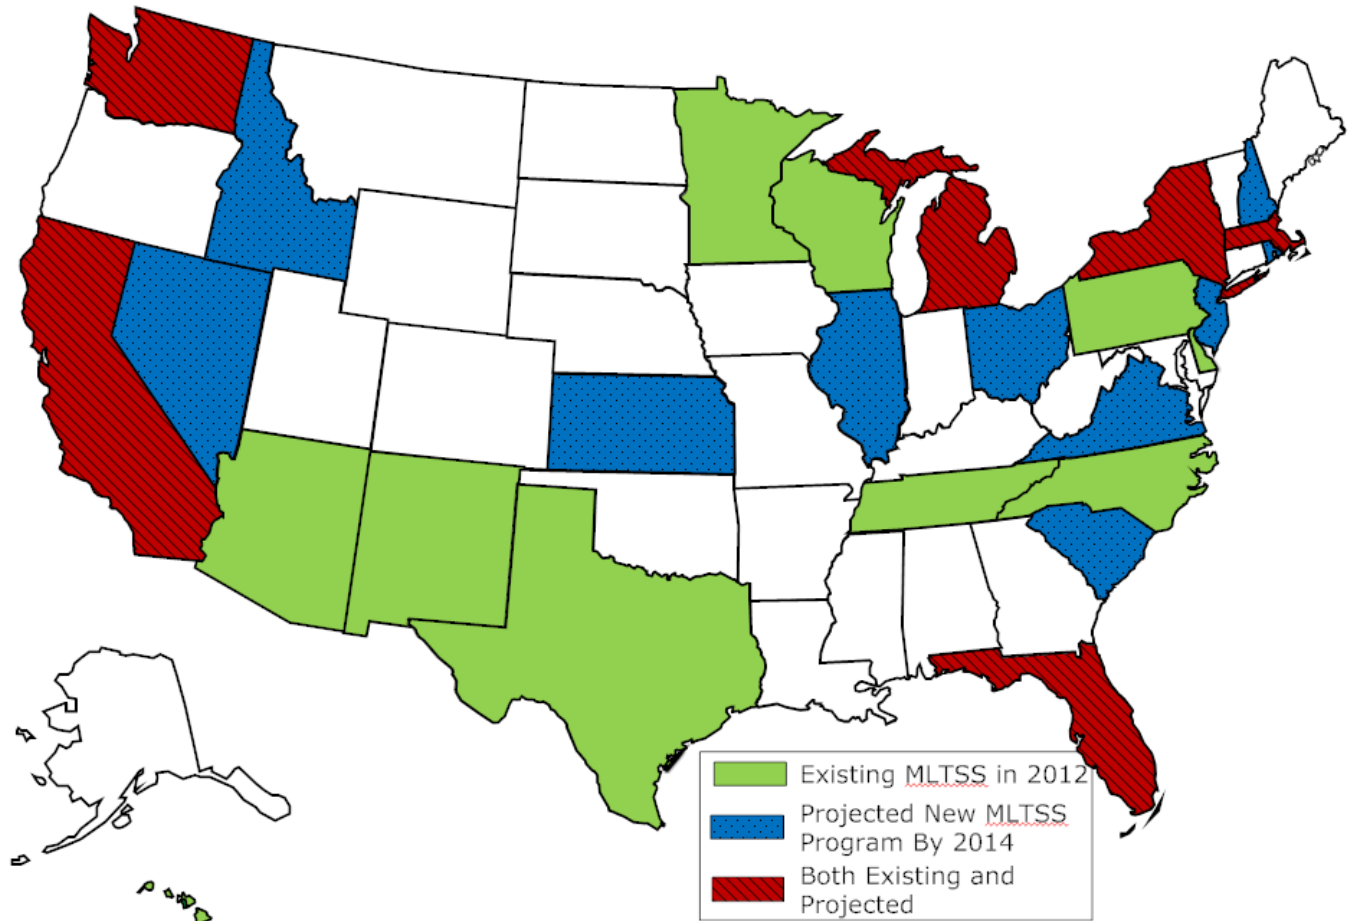 Existing MLTSS in 2012
Projected New MLTSS
Program By 2014
Both Existing and
Projected